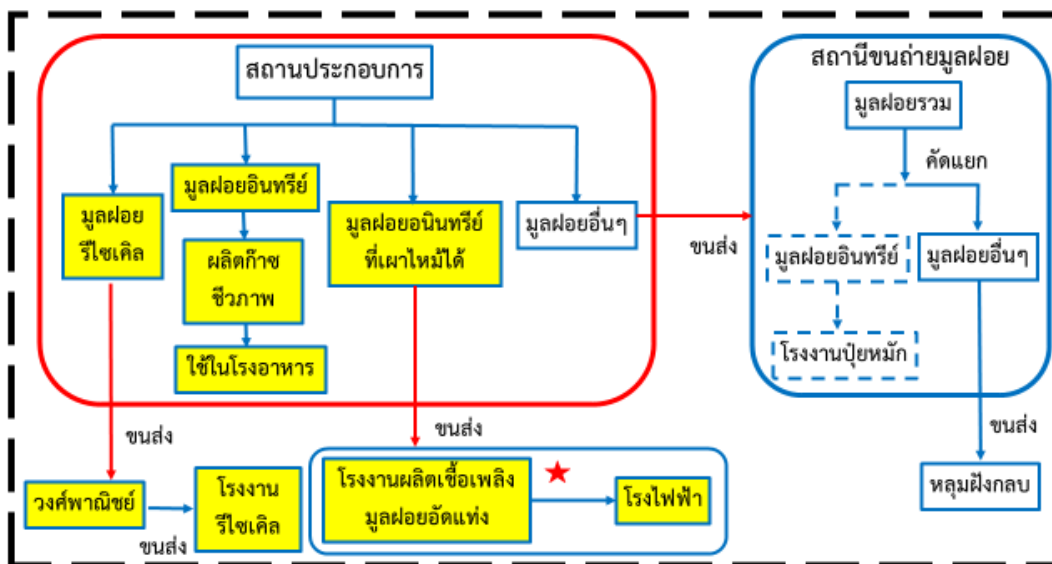 สถานประกอบการ
มูลฝอย
รีไซเคิล
มูลฝอยอินทรีย์
ผลิตก๊าซ
ชีวภาพ
ใช้ในโรงอาหาร
มูลฝอยอนินทรีย์
ที่เผาไหม้ได้
มูลฝอยอื่นๆ
ขนส่ง
สถานีขนถ่ายมูลฝอย
มูลฝอยรวม
คัดแยก
มูลฝอยอินทรีย์
มูลฝอยอื่นๆ
โรงงานปุ๋ยหมัก
ขนส่ง
หลุมฝังกลบ
ขนส่ง
วงศ์พาณิชย์
ขนส่ง
โรงงาน
รีไซเคิล
ขนส่ง
โรงงานผลิตเชื้อเพลิง
มูลฝอยอัดแท่ง
โรงไฟฟ้า